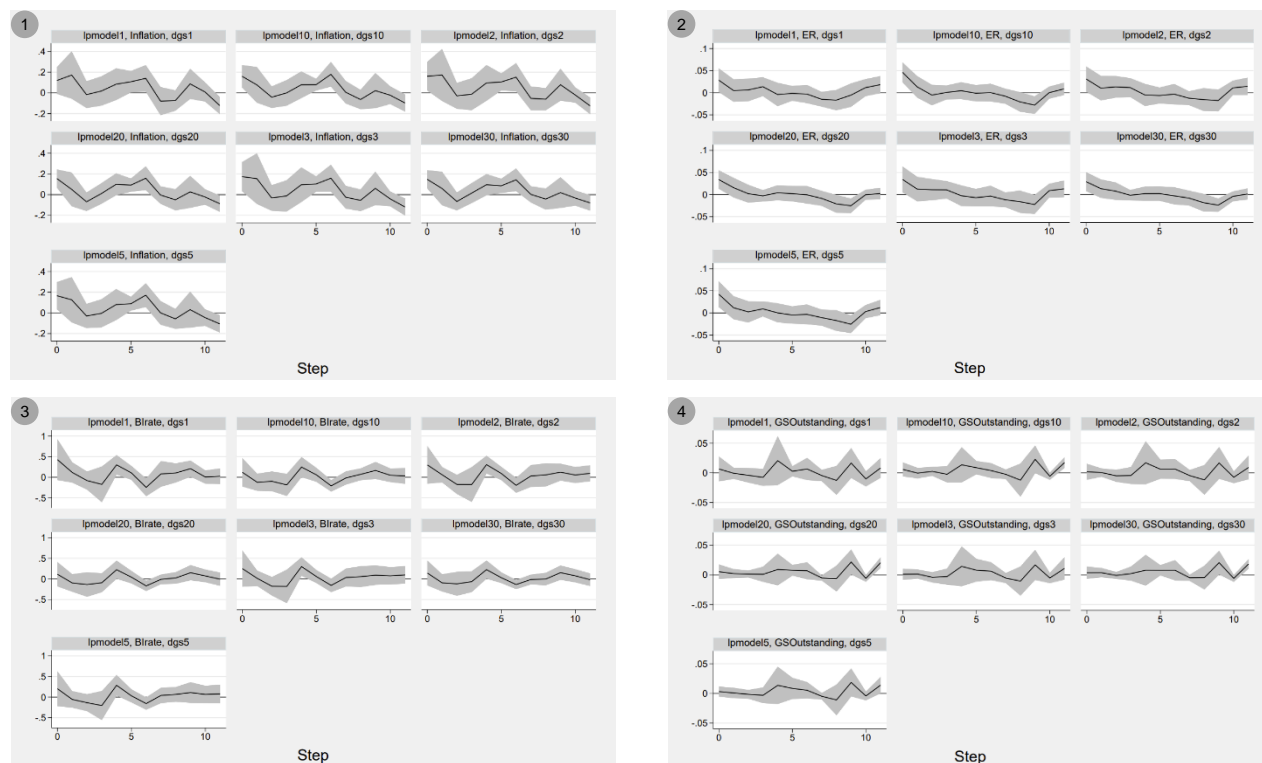 1
lpmodel1, Inflation, dgs1
lpmodel10, Inflation, dgs10
lpmodel2, Inflation, dgs2
.4
.2
0
-.2
lpmodel20, Inflation, dgs20
lpmodel3, Inflation, dgs3
lpmodel30, Inflation, dgs30
.4
.2
0
-.2
0 5 10
0 5 10
lpmodel5, Inflation, dgs5
.4
.2
0
-.2
0 5 10
Step
2
lpmodel1, ER, dgs1
lpmodel10, ER, dgs10
lpmodel2, ER, dgs2
.1
.05
0
-.05
lpmodel20, ER, dgs20
lpmodel3, ER, dgs3
lpmodel30, ER, dgs30
.1
.05
0
-.05
0 5 10
0 5 10
lpmodel5, ER, dgs5
.1
.05
0
-.05
0 5 10
Step
3
lpmodel1, BIrate, dgs1
lpmodel10, BIrate, dgs10
lpmodel2, BIrate, dgs2
1
.5
0
-.5
lpmodel20, BIrate, dgs20
lpmodel3, BIrate, dgs3
lpmodel30, BIrate, dgs30
1
.5
0
-.5
0 5 10
0 5 10
lpmodel5, BIrate, dgs5
1
.5
0
-.5
0 5 10
Step
4
lpmodel1, GSOutstanding, dgs1
lpmodel10, GSOutstanding, dgs10
lpmodel2, GSOutstanding, dgs2
.05
0
-.05
lpmodel20, GSOutstanding, dgs20
lpmodel3, GSOutstanding, dgs3
lpmodel30, GSOutstanding, dgs30
.05
0
-.05
0 5 10
0 5 10
lpmodel5, GSOutstanding, dgs5
.05
0
-.05
0 5 10
Step